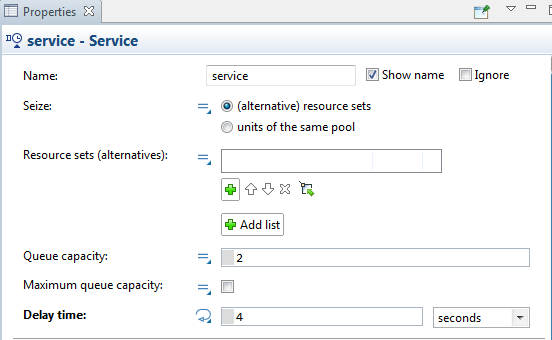 Properties
service - Service
Name: service Show name Ignore
Seize: (alternative) resource sets
units of the same pool
Resource sets (alternatives):
Add list
Queue capacity: 2
Maximum queue capacity:
Delay time: 4 seconds